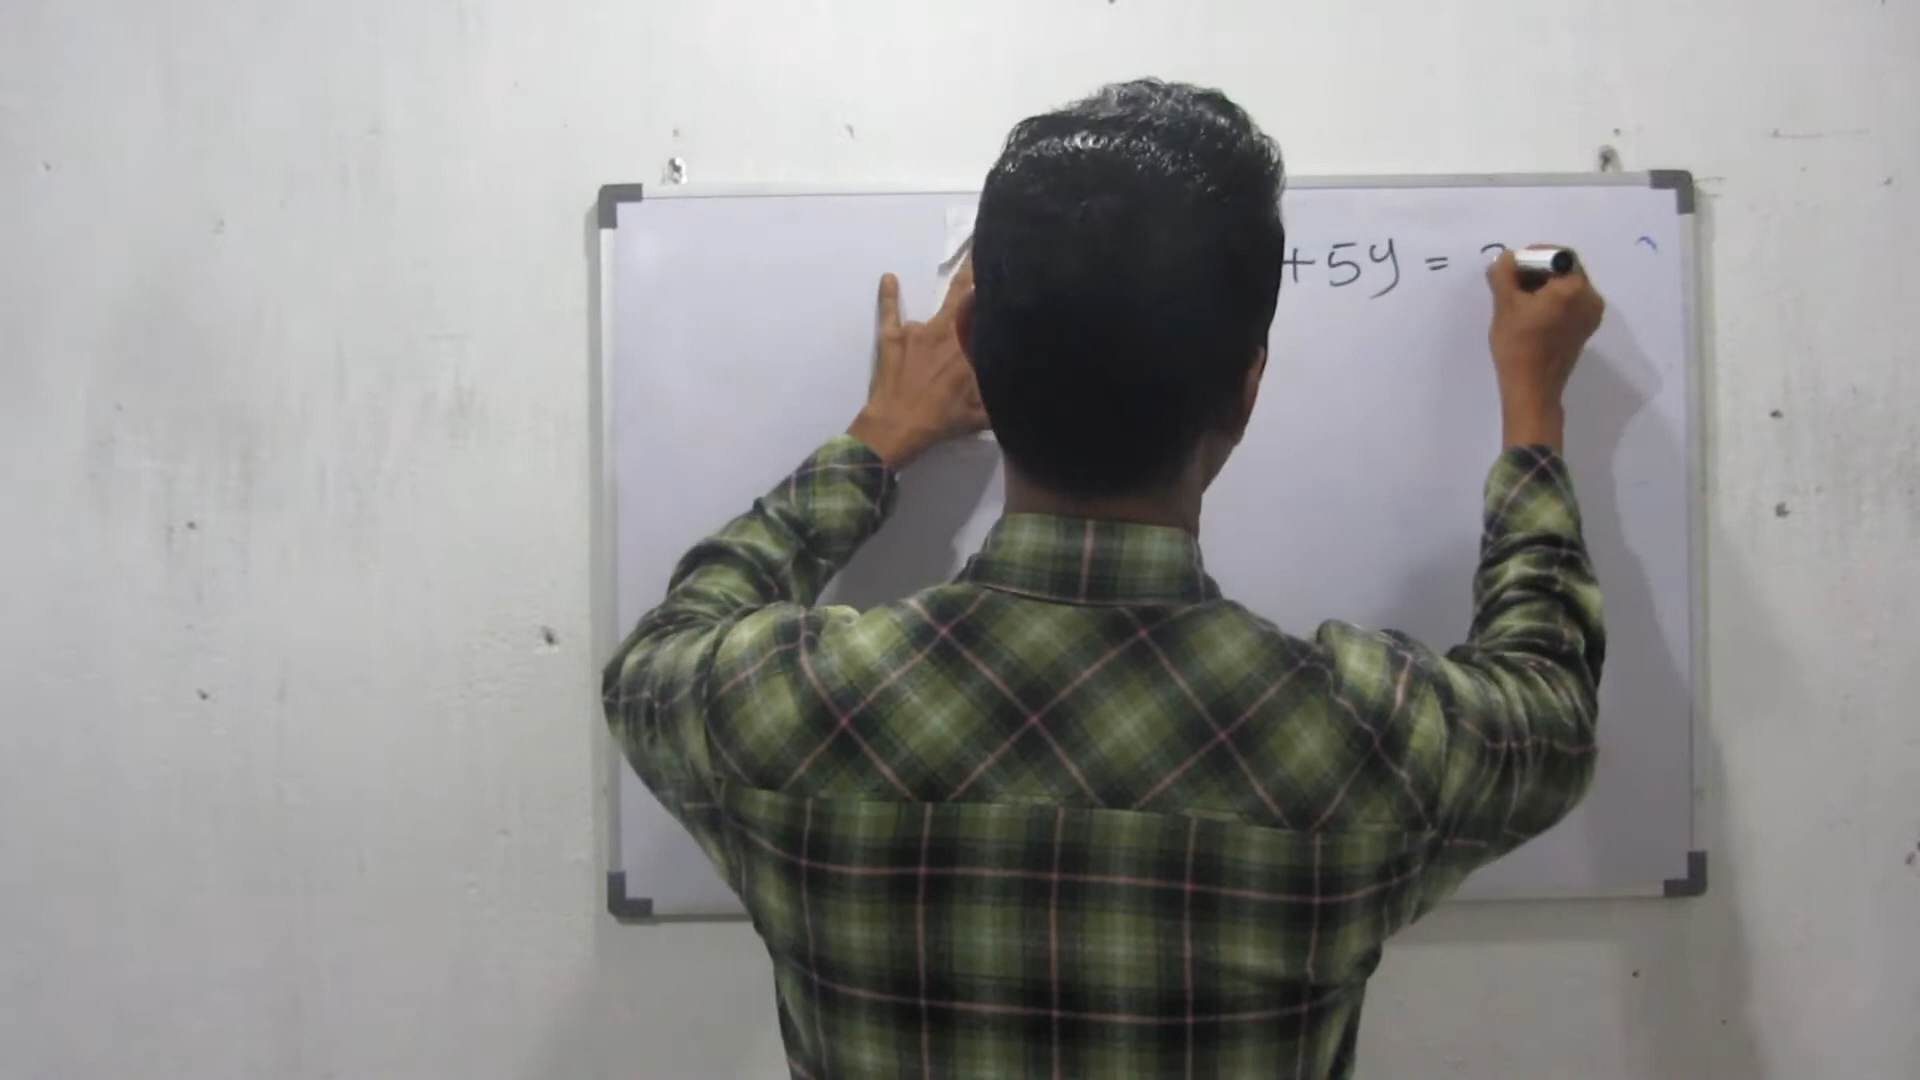 +5y =